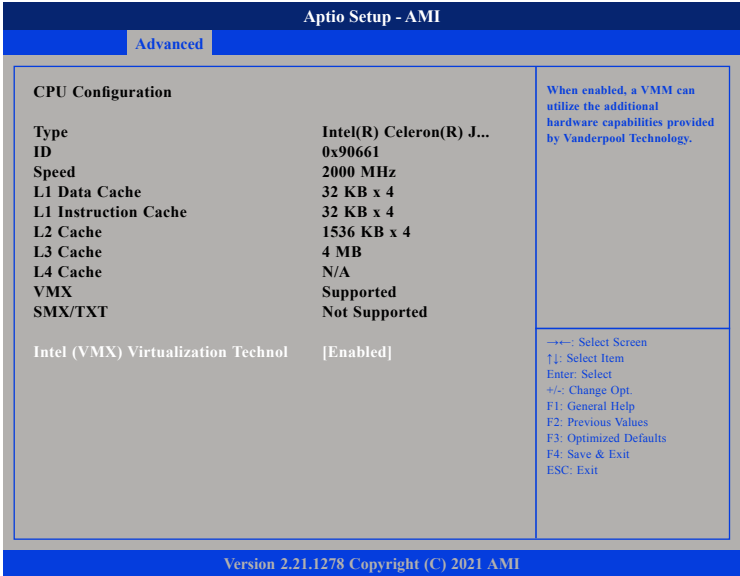 Aptio Setup - AMI
Advanced
CPU Configuration
Type Intel(R) Celeron(R) J...
ID 0x90661
Speed 2000 MHz
L1 Data Cache 32 KB x 4
L1 Instruction Cache 32 KB x 4
L2 Cache 1536 KB x 4
L3 Cache 4 MB
L4 Cache N/A
VMX Supported
SMX/TXT Not Supported
Intel (VMX) Virtualization Technol [Enabled]
When enabled, a VMM can
utilize the additional
hardware capabilities provided
by Vanderpool Technology.
→←: Select Screen
↑↓: Select Item
Enter: Select
+/-: Change Opt.
F1: General Help
F2: Previous Values
F3: Optimized Defaults
F4: Save & Exit
ESC: Exit
Version 2.21.1278 Copyright (C) 2021 AMI